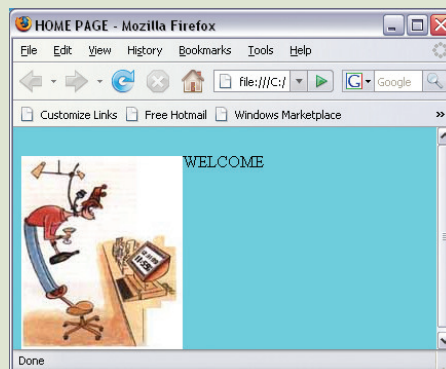 HOME PAGE - Mozilla Firefox
File Edit View History Bookmarks Tools Help
file:///C:/ G Google
Customize Links Free Hotmail Windows Marketplace »
WELCOME
Done